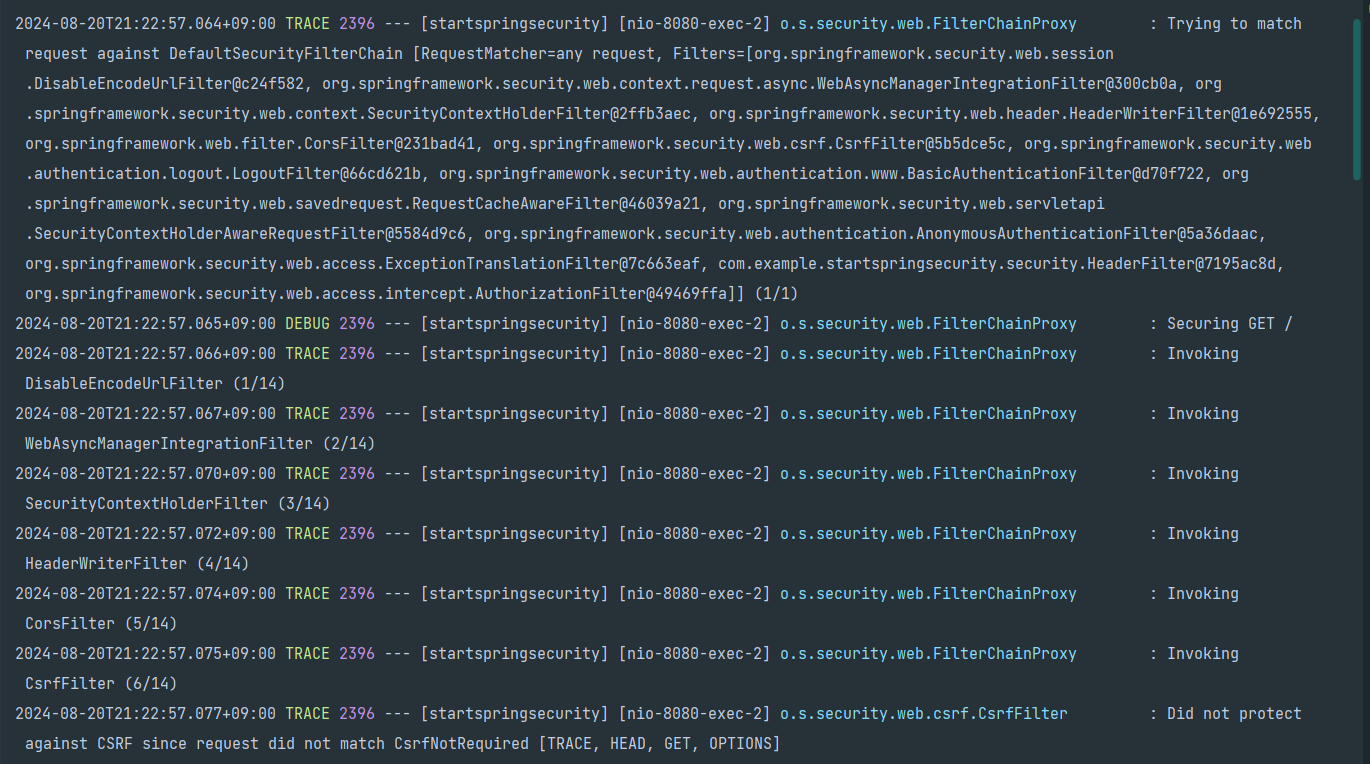 2024-08-20T21:22:57.064+09:00 TRACE 2396 --- [startspringsecurity] [nio-8080-exec-2] o.s.security.web.FilterChainProxy        : Trying to match
request against DefaultSecurityFilterChain [RequestMatcher=any request, Filters=[org.springframework.security.web.session
.DisableEncodeUrlFilter@c24f582, org.springframework.security.web.context.request.async.WebAsyncManagerIntegrationFilter@300cb0a, org
.springframework.security.web.context.SecurityContextHolderFilter@2ffb3aec, org.springframework.security.web.header.HeaderWriterFilter@1e692555,
org.springframework.web.filter.CorsFilter@231bad41, org.springframework.security.web.csrf.CsrfFilter@5b5dce5c, org.springframework.security.web
.authentication.logout.LogoutFilter@66cd621b, org.springframework.security.web.authentication.www.BasicAuthenticationFilter@d70f722, org
.springframework.security.web.savedrequest.RequestCacheAwareFilter@46039a21, org.springframework.security.web.servletapi
.SecurityContextHolderAwareRequestFilter@5584d9c6, org.springframework.security.web.authentication.AnonymousAuthenticationFilter@5a36daac,
org.springframework.security.web.access.ExceptionTranslationFilter@7c663eaf, com.example.startspringsecurity.security.HeaderFilter@7195ac8d,
org.springframework.security.web.access.intercept.AuthorizationFilter@49469ffa]] (1/1)
2024-08-20T21:22:57.065+09:00 DEBUG 2396 --- [startspringsecurity] [nio-8080-exec-2] o.s.security.web.FilterChainProxy        : Securing GET /
2024-08-20T21:22:57.066+09:00 TRACE 2396 --- [startspringsecurity] [nio-8080-exec-2] o.s.security.web.FilterChainProxy        : Invoking
DisableEncodeUrlFilter (1/14)
2024-08-20T21:22:57.067+09:00 TRACE 2396 --- [startspringsecurity] [nio-8080-exec-2] o.s.security.web.FilterChainProxy        : Invoking
WebAsyncManagerIntegrationFilter (2/14)
2024-08-20T21:22:57.070+09:00 TRACE 2396 --- [startspringsecurity] [nio-8080-exec-2] o.s.security.web.FilterChainProxy        : Invoking
SecurityContextHolderFilter (3/14)
2024-08-20T21:22:57.072+09:00 TRACE 2396 --- [startspringsecurity] [nio-8080-exec-2] o.s.security.web.FilterChainProxy        : Invoking
HeaderWriterFilter (4/14)
2024-08-20T21:22:57.074+09:00 TRACE 2396 --- [startspringsecurity] [nio-8080-exec-2] o.s.security.web.FilterChainProxy        : Invoking
CorsFilter (5/14)
2024-08-20T21:22:57.075+09:00 TRACE 2396 --- [startspringsecurity] [nio-8080-exec-2] o.s.security.web.FilterChainProxy        : Invoking
CsrfFilter (6/14)
2024-08-20T21:22:57.077+09:00 TRACE 2396 --- [startspringsecurity] [nio-8080-exec-2] o.s.security.web.csrf.CsrfFilter         : Did not protect
against CSRF since request did not match CsrfNotRequired [TRACE, HEAD, GET, OPTIONS]